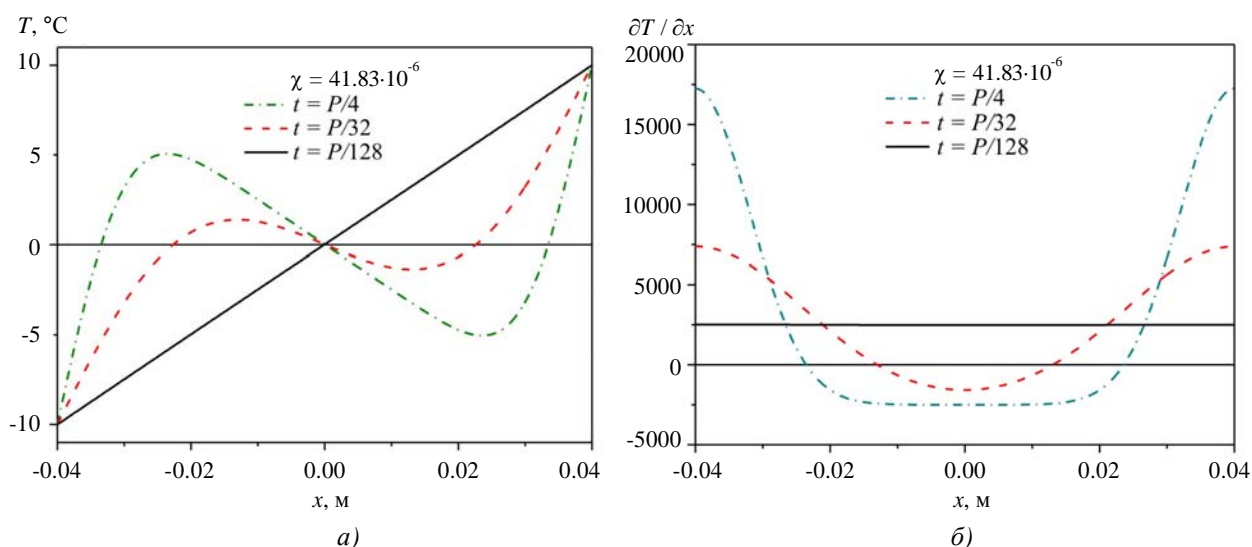 T, °C
10
5
0
-5
-10
χ = 41.83·10⁻⁶
t = P/4
t = P/32
t = P/128
-0.04
-0.02
0.00
0.02
0.04
x, м
а)
∂T / ∂x
20000
15000
10000
5000
0
-5000
χ = 41.83·10⁻⁶
t = P/4
t = P/32
t = P/128
-0.04
-0.02
0.00
0.02
0.04
x, м
б)